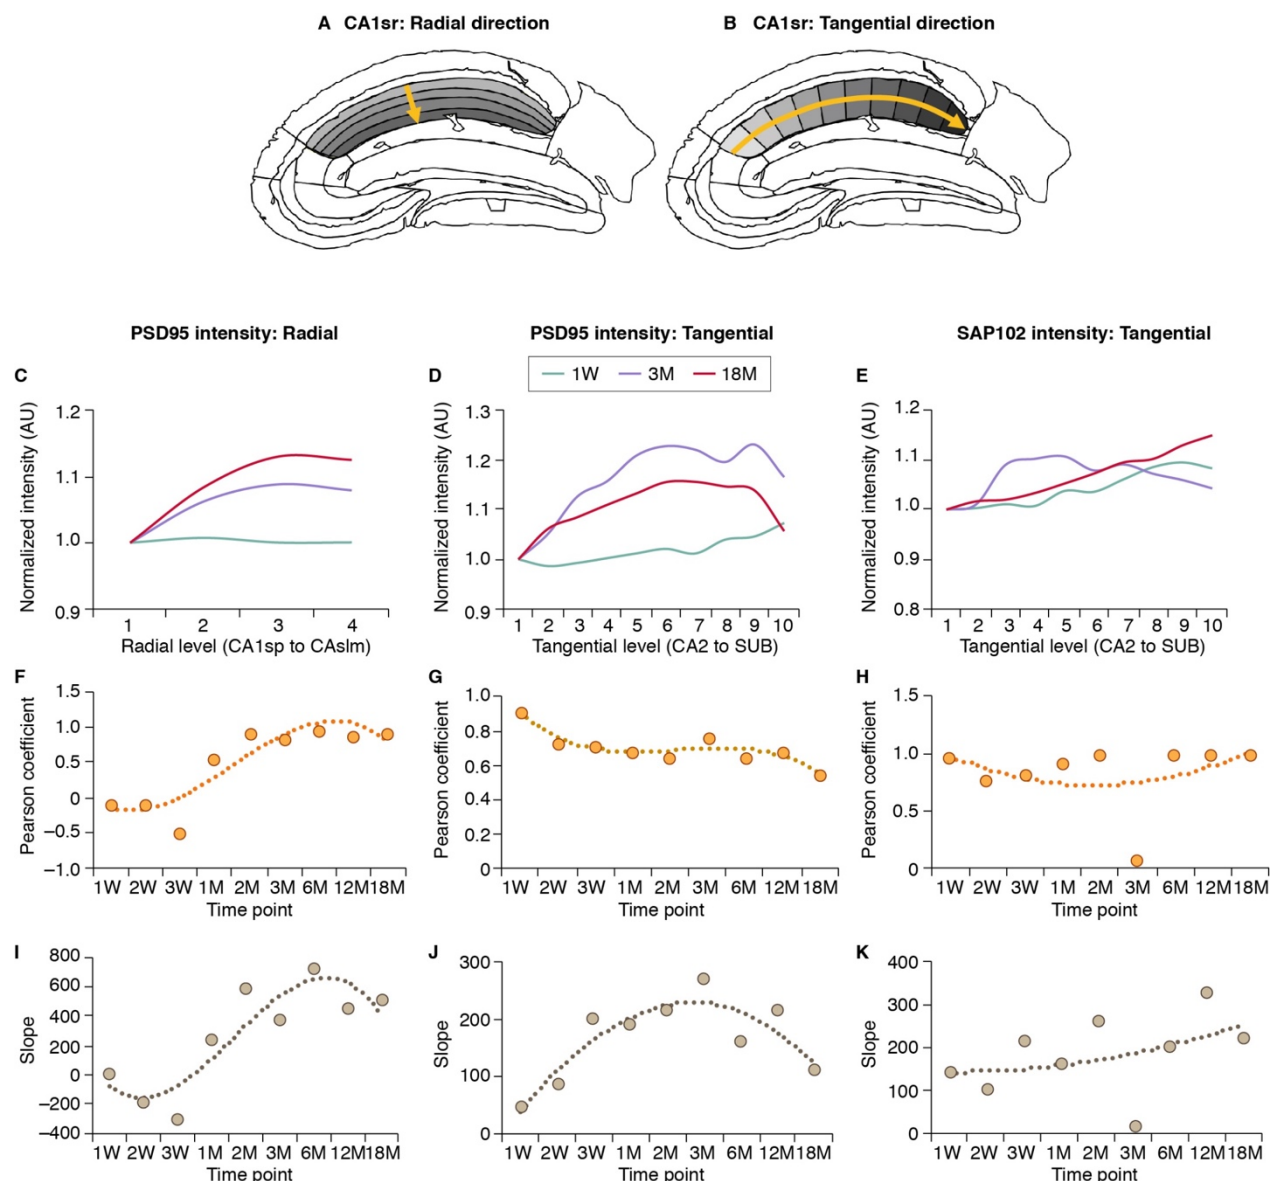 A CA1sr: Radial direction
B CA1sr: Tangential direction
PSD95 intensity: Radial
PSD95 intensity: Tangential
SAP102 intensity: Tangential
1W 3M 18M
C
Normalized intensity (AU)
1.2
1.1
1.0
0.9
1 2 3 4
Radial level (CA1sp to CAslm)
D
Normalized intensity (AU)
1.3
1.2
1.1
1.0
0.9
1 2 3 4 5 6 7 8 9 10
Tangential level (CA2 to SUB)
E
Normalized intensity (AU)
1.2
1.1
1.0
0.9
0.8
1 2 3 4 5 6 7 8 9 10
Tangential level (CA2 to SUB)
F
Pearson coefficient
1.5
1.0
0.5
0
–0.5
–1.0
1W 2W 3W 1M 2M 3M 6M 12M 18M
Time point
G
Pearson coefficient
1.0
0.8
0.6
0.4
0.2
0
1W 2W 3W 1M 2M 3M 6M 12M 18M
Time point
H
Pearson coefficient
1.5
1.0
0.5
0
1W 2W 3W 1M 2M 3M 6M 12M 18M
Time point
I
Slope
800
600
400
200
0
–200
–400
1W 2W 3W 1M 2M 3M 6M 12M 18M
Time point
J
Slope
300
200
100
0
1W 2W 3W 1M 2M 3M 6M 12M 18M
Time point
K
Slope
400
300
200
100
0
1W 2W 3W 1M 2M 3M 6M 12M 18M
Time point